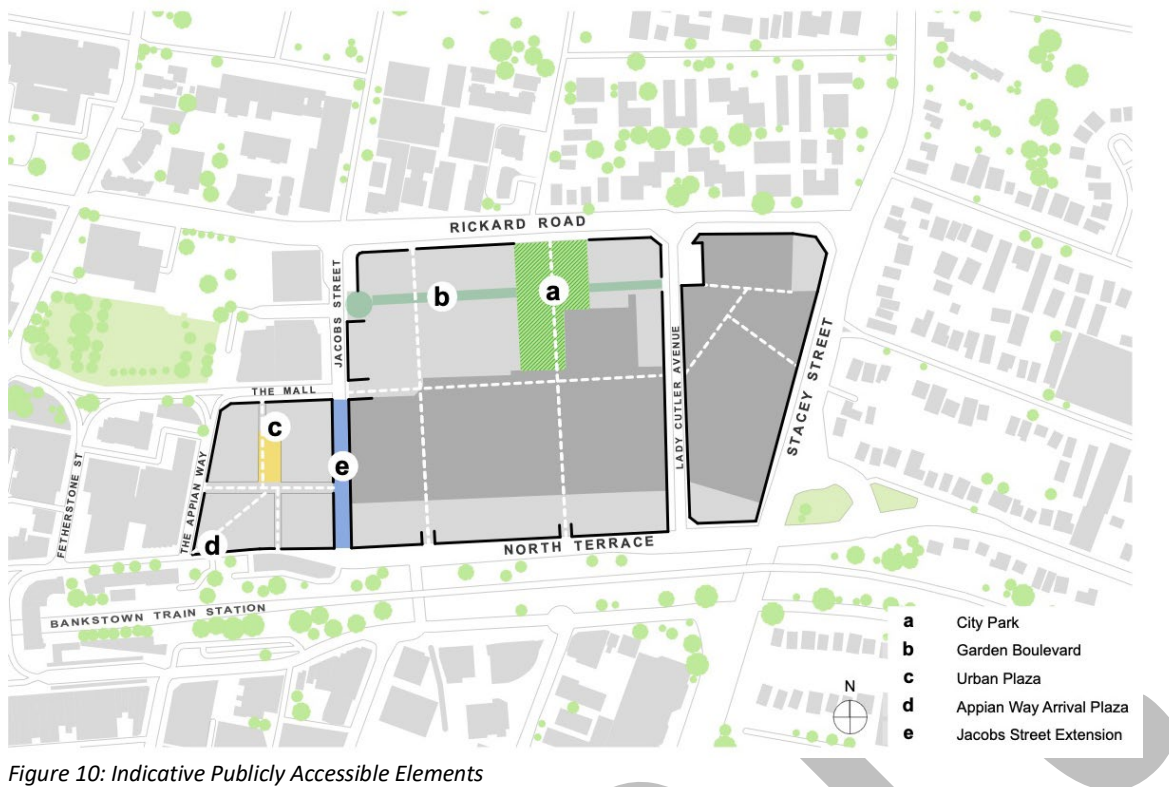 RICKARD ROAD
JACOBS STREET
b
a
THE MALL
LADY CUTLER AVENUE
STACEY STREET
c
e
FETHERSTONE ST
THE APPIAN WAY
d
NORTH TERRACE
BANKSTOWN TRAIN STATION
a City Park
b Garden Boulevard
c Urban Plaza
d Appian Way Arrival Plaza
e Jacobs Street Extension
N
Figure 10: Indicative Publicly Accessible Elements